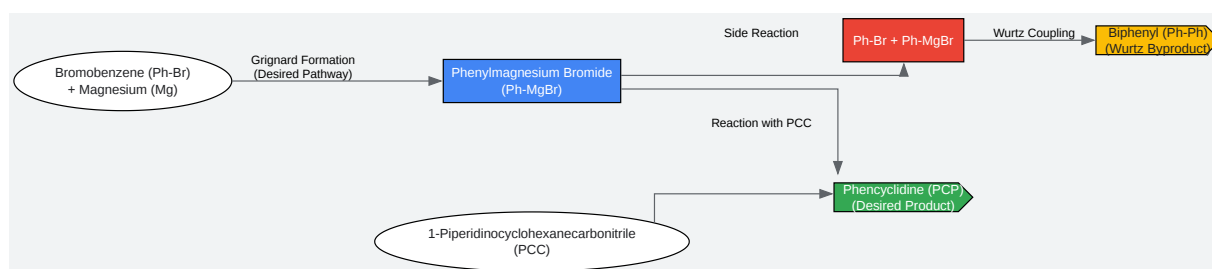 Side Reaction
Ph-Br + Ph-MgBr
Wurtz Coupling
Biphenyl (Ph-Ph)
(Wurtz Byproduct)
Grignard Formation
(Desired Pathway)
Bromobenzene (Ph-Br)
+ Magnesium (Mg)
Phenylmagnesium Bromide
(Ph-MgBr)
Reaction with PCC
Phencyclidine (PCP)
(Desired Product)
1-Piperidinocyclohexanecarbonitrile
(PCC)